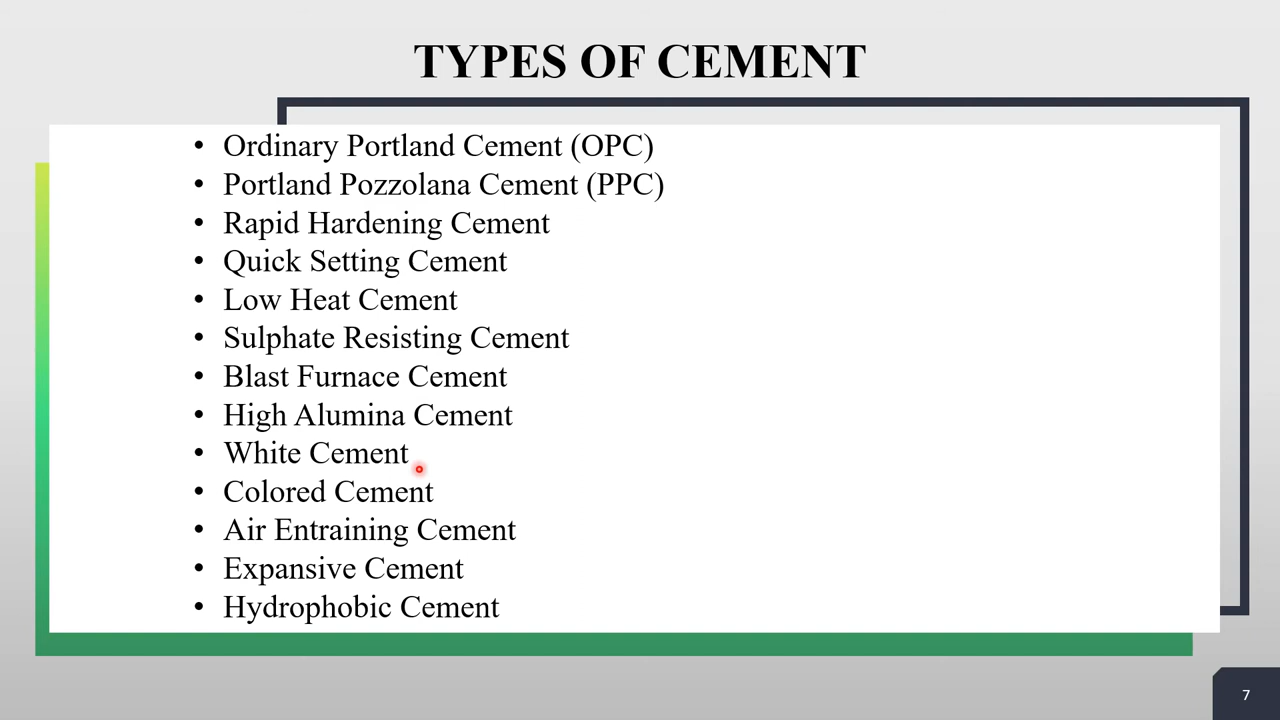 TYPES OF CEMENT
• Ordinary Portland Cement (OPC)
• Portland Pozzolana Cement (PPC)
• Rapid Hardening Cement
• Quick Setting Cement
• Low Heat Cement
• Sulphate Resisting Cement
• Blast Furnace Cement
• High Alumina Cement
• White Cement
• Colored Cement
• Air Entraining Cement
• Expansive Cement
• Hydrophobic Cement
7